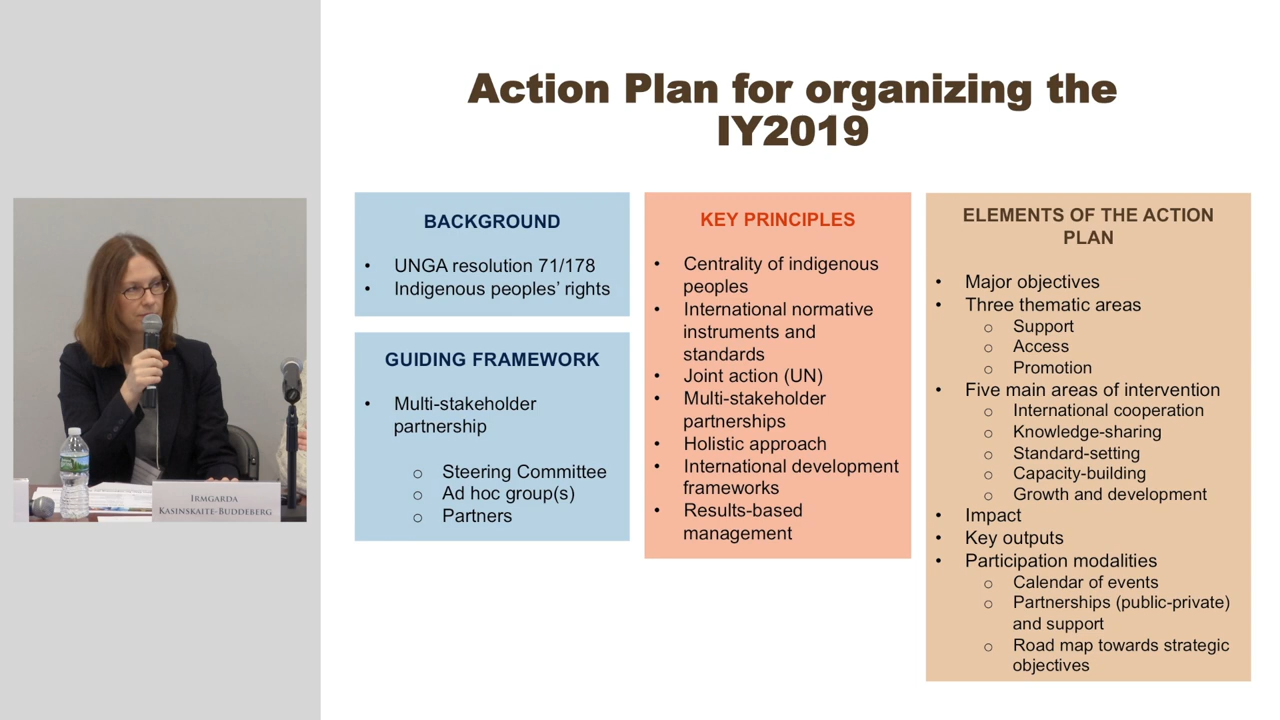 Action Plan for organizing the
IY2019
BACKGROUND
• UNGA resolution 71/178
• Indigenous peoples’ rights
GUIDING FRAMEWORK
• Multi-stakeholder
partnership
o Steering Committee
o Ad hoc group(s)
o Partners
KEY PRINCIPLES
• Centrality of indigenous
peoples
• International normative
instruments and
standards
• Joint action (UN)
• Multi-stakeholder
partnerships
• Holistic approach
• International development
frameworks
• Results-based
management
ELEMENTS OF THE ACTION
PLAN
• Major objectives
• Three thematic areas
o Support
o Access
o Promotion
• Five main areas of intervention
o International cooperation
o Knowledge-sharing
o Standard-setting
o Capacity-building
o Growth and development
• Impact
• Key outputs
• Participation modalities
o Calendar of events
o Partnerships (public-private)
and support
o Road map towards strategic
objectives
IRMGARDA
KASINSKAITE-BUDDEBERG